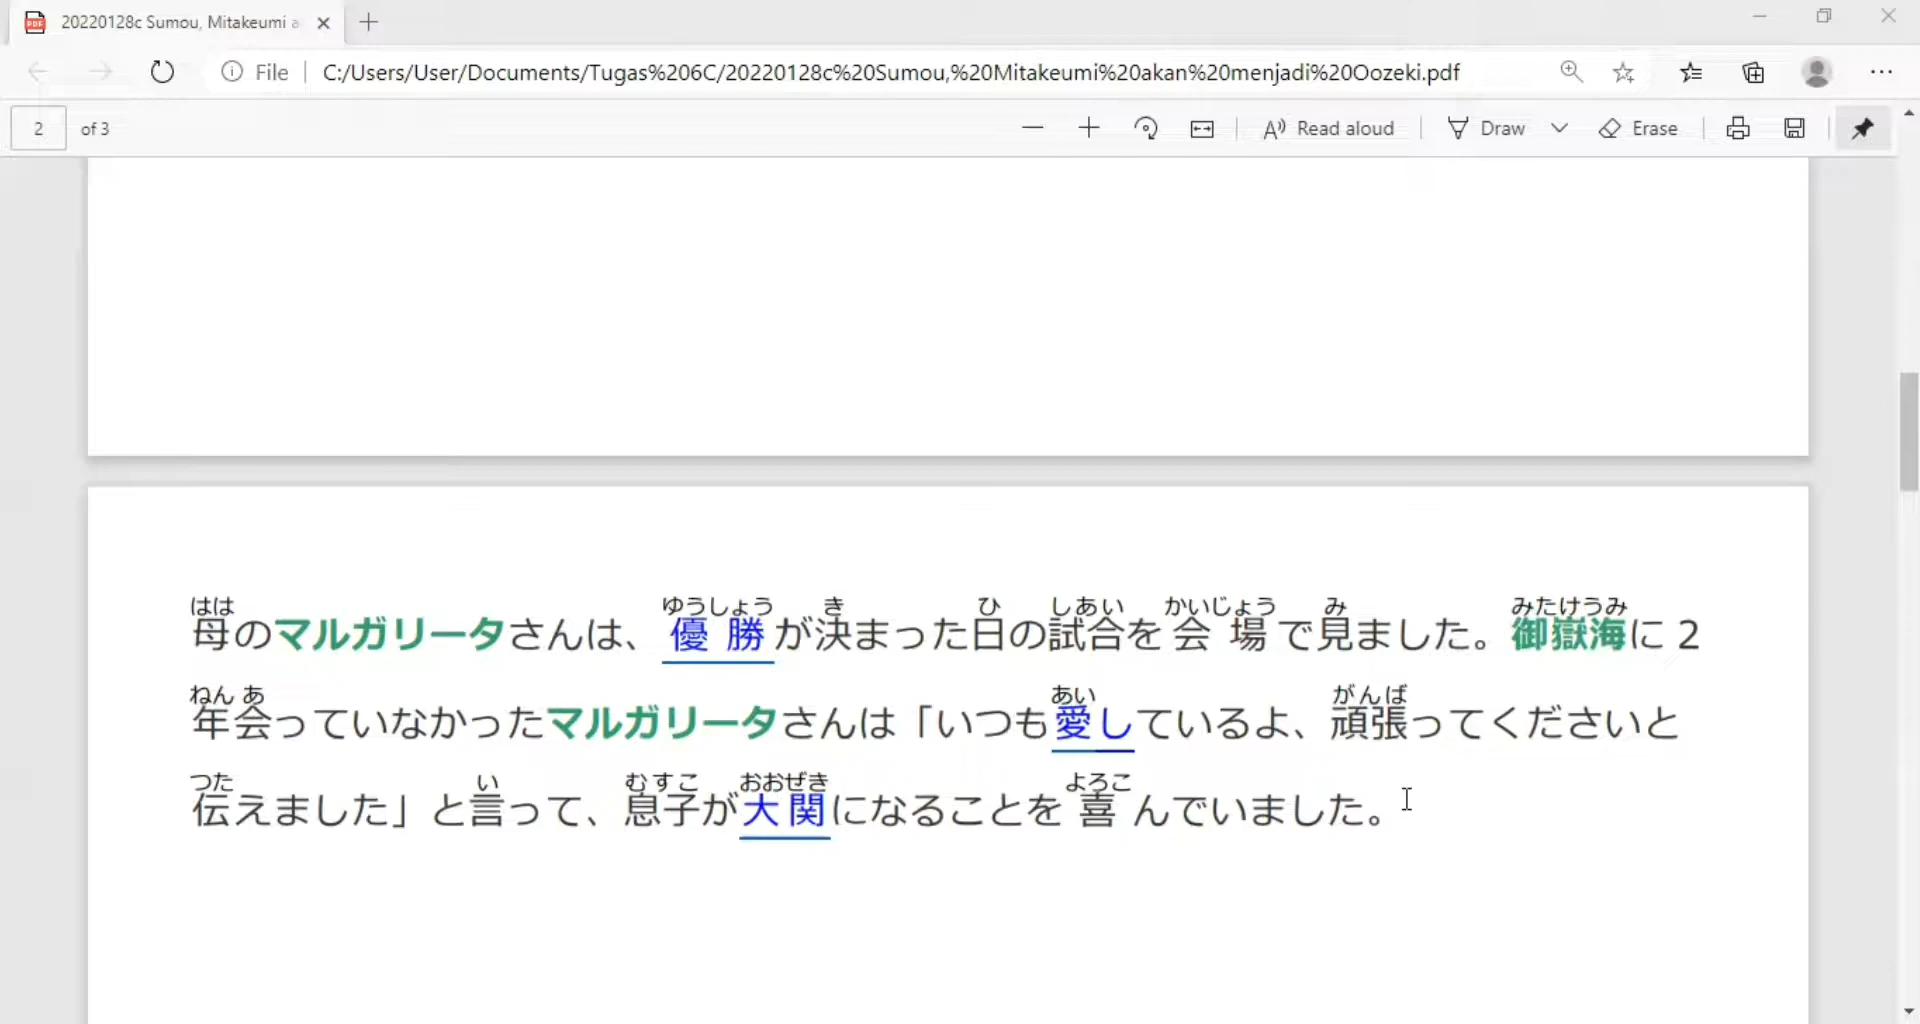 20220128c Sumou, Mitakeumi a
File
C:/Users/User/Documents/Tugas%206C/20220128c%20Sumou,%20Mitakeumi%20akan%20menjadi%20Oozeki.pdf
2 of 3
Read aloud
Draw
Erase
はは ゆうしょう き ひ しあい かいじょう み みたけうみ
母のマルガリータさんは、優勝が決まった日の試合を会場で見ました。御嶽海に2
ねん あ あい がんば
年会っていなかったマルガリータさんは「いつも愛しているよ、頑張ってくださいと
つた い むすこ おおぜき よろこ
伝えました」と言って、息子が大関になることを喜んでいました。